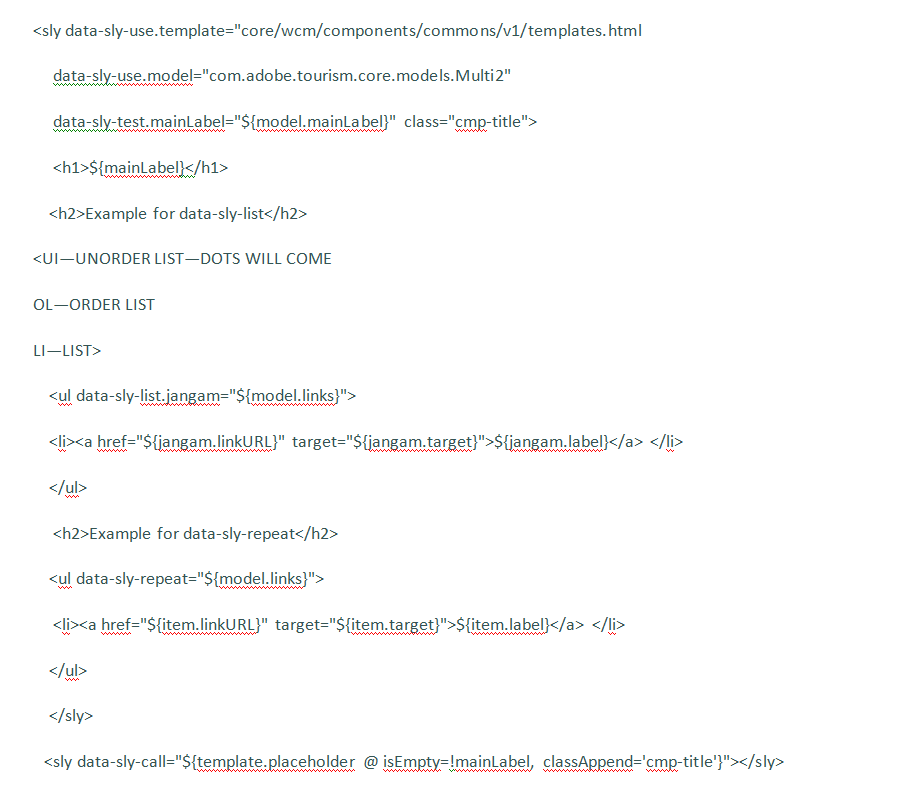 <sly data-sly-use.template="core/wcm/components/commons/v1/templates.html
data-sly-use.model="com.adobe.tourism.core.models.Multi2"
data-sly-test.mainLabel="${model.mainLabel}" class="cmp-title">
<h1>${mainLabel}</h1>
<h2>Example for data-sly-list</h2>
<UI—UNORDER LIST—DOTS WILL COME
OL—ORDER LIST
LI—LIST>
<ul data-sly-list.jangam="${model.links}">
<li><a href="${jangam.linkURL}" target="${jangam.target}">${jangam.label}</a> </li>
</ul>
<h2>Example for data-sly-repeat</h2>
<ul data-sly-repeat="${model.links}">
<li><a href="${item.linkURL}" target="${item.target}">${item.label}</a> </li>
</ul>
</sly>
<sly data-sly-call="${template.placeholder @ isEmpty=!mainLabel, classAppend='cmp-title'}"></sly>